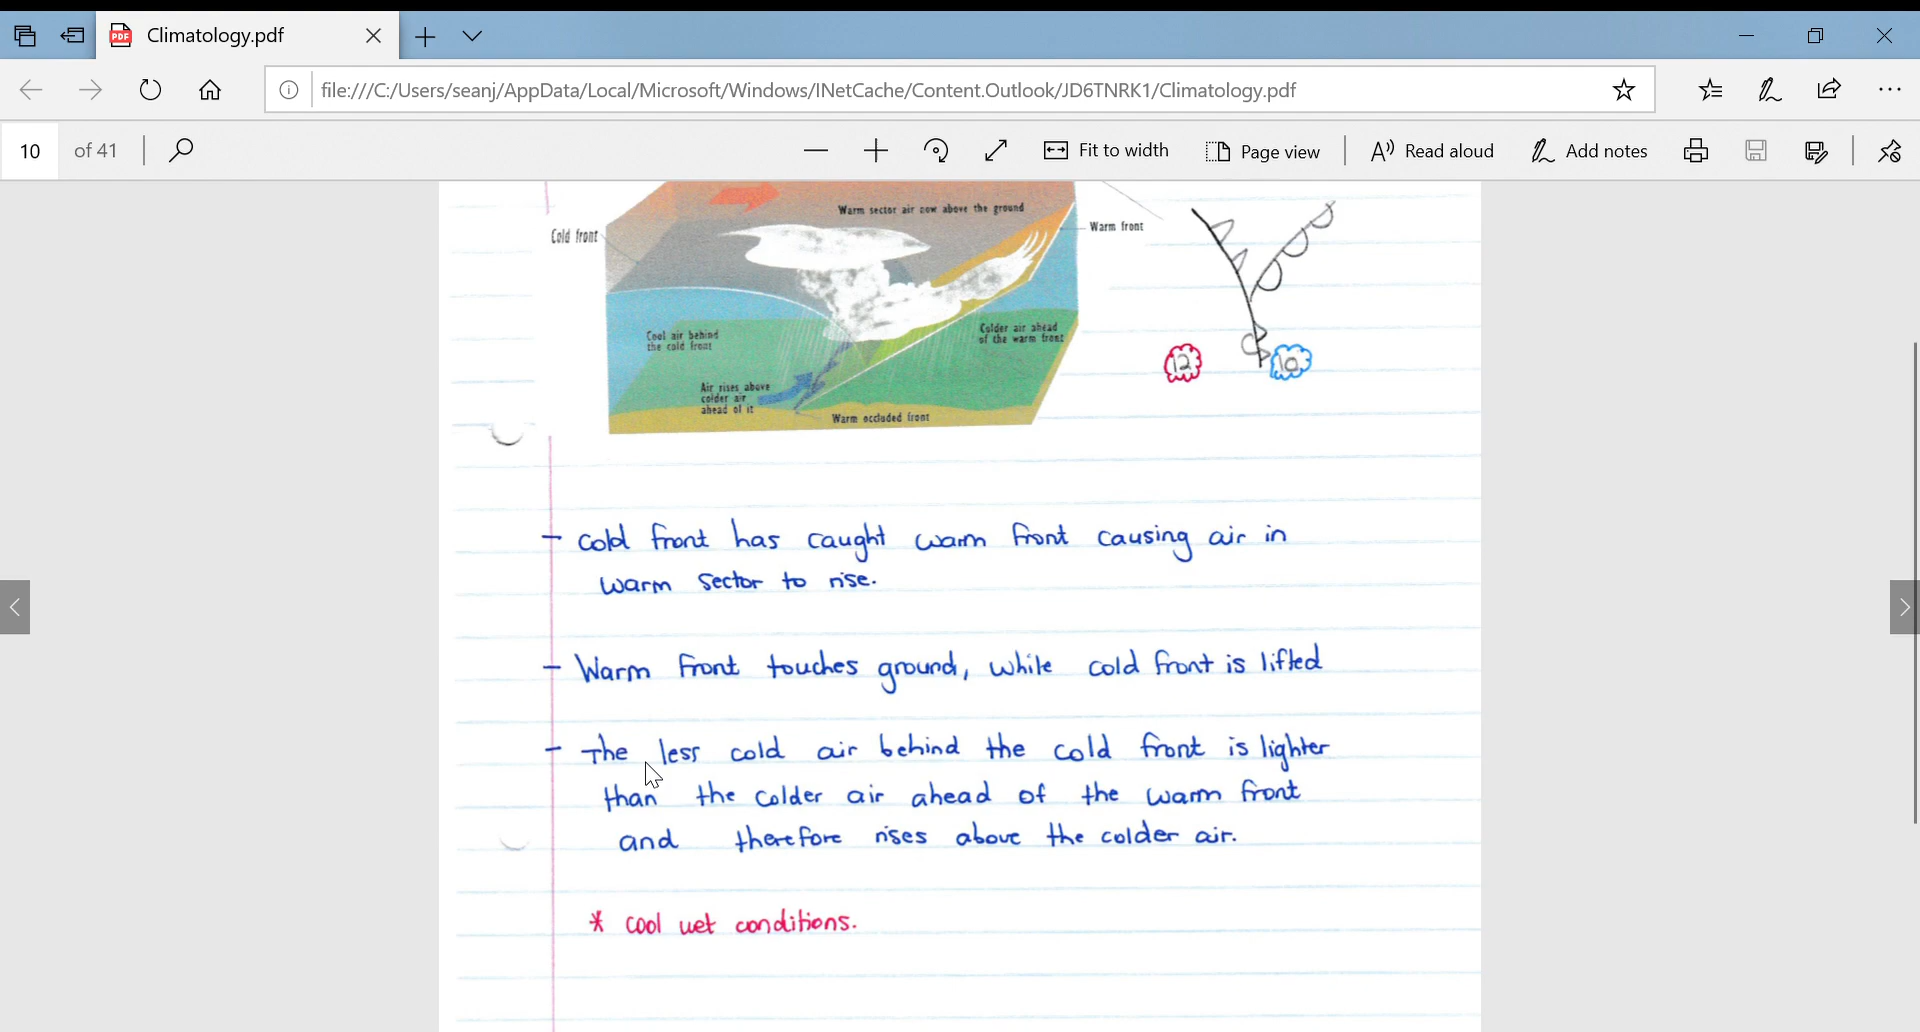 Climatology.pdf
file:///C:/Users/seanj/AppData/Local/Microsoft/Windows/INetCache/Content.Outlook/JD6TNRK1/Climatology.pdf
10 of 41 Fit to width Page view Read aloud Add notes
Warm sector air now above the ground
Cold front
Warm front
Cool air behind
the cold front
Colder air ahead
of the warm front
12 10
Air rises above
colder air
ahead of it
Warm occluded front
- Cold front has caught warm front causing air in
warm sector to rise.
- Warm front touches ground, while cold front is lifted
- The less cold air behind the cold front is lighter
than the colder air ahead of the warm front
and therefore rises above the colder air.
* Cool wet conditions.